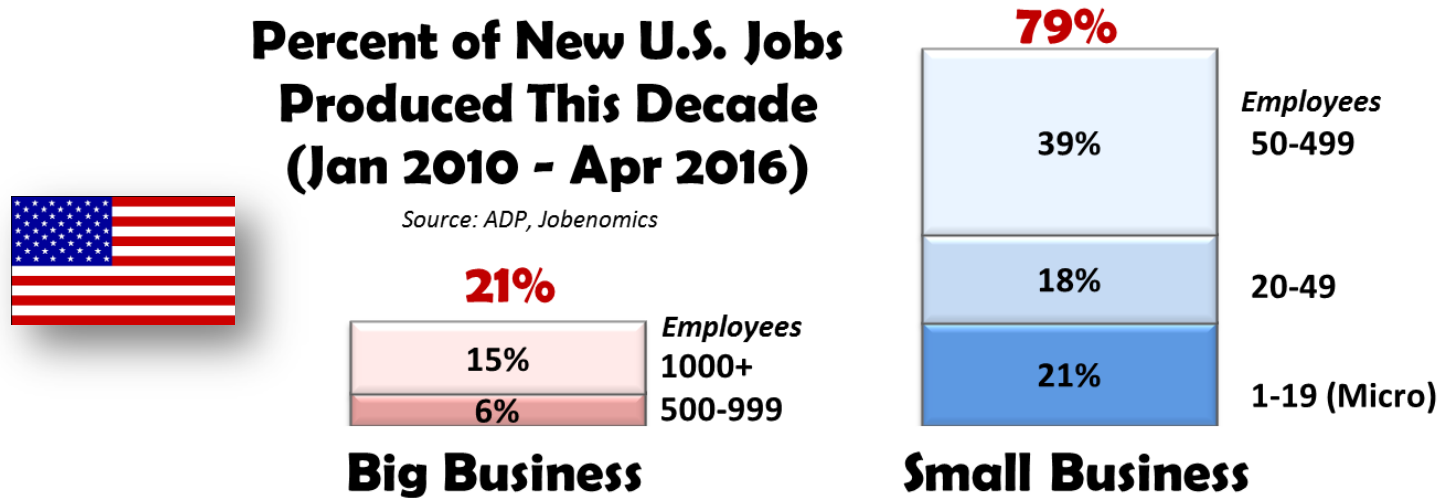 Percent of New U.S. Jobs
Produced This Decade
(Jan 2010 - Apr 2016)
Source: ADP, Jobenomics
21%
Employees
15%
1000+
6%
500-999
Big Business
79%
Employees
39%
50-499
18%
20-49
21%
1-19 (Micro)
Small Business